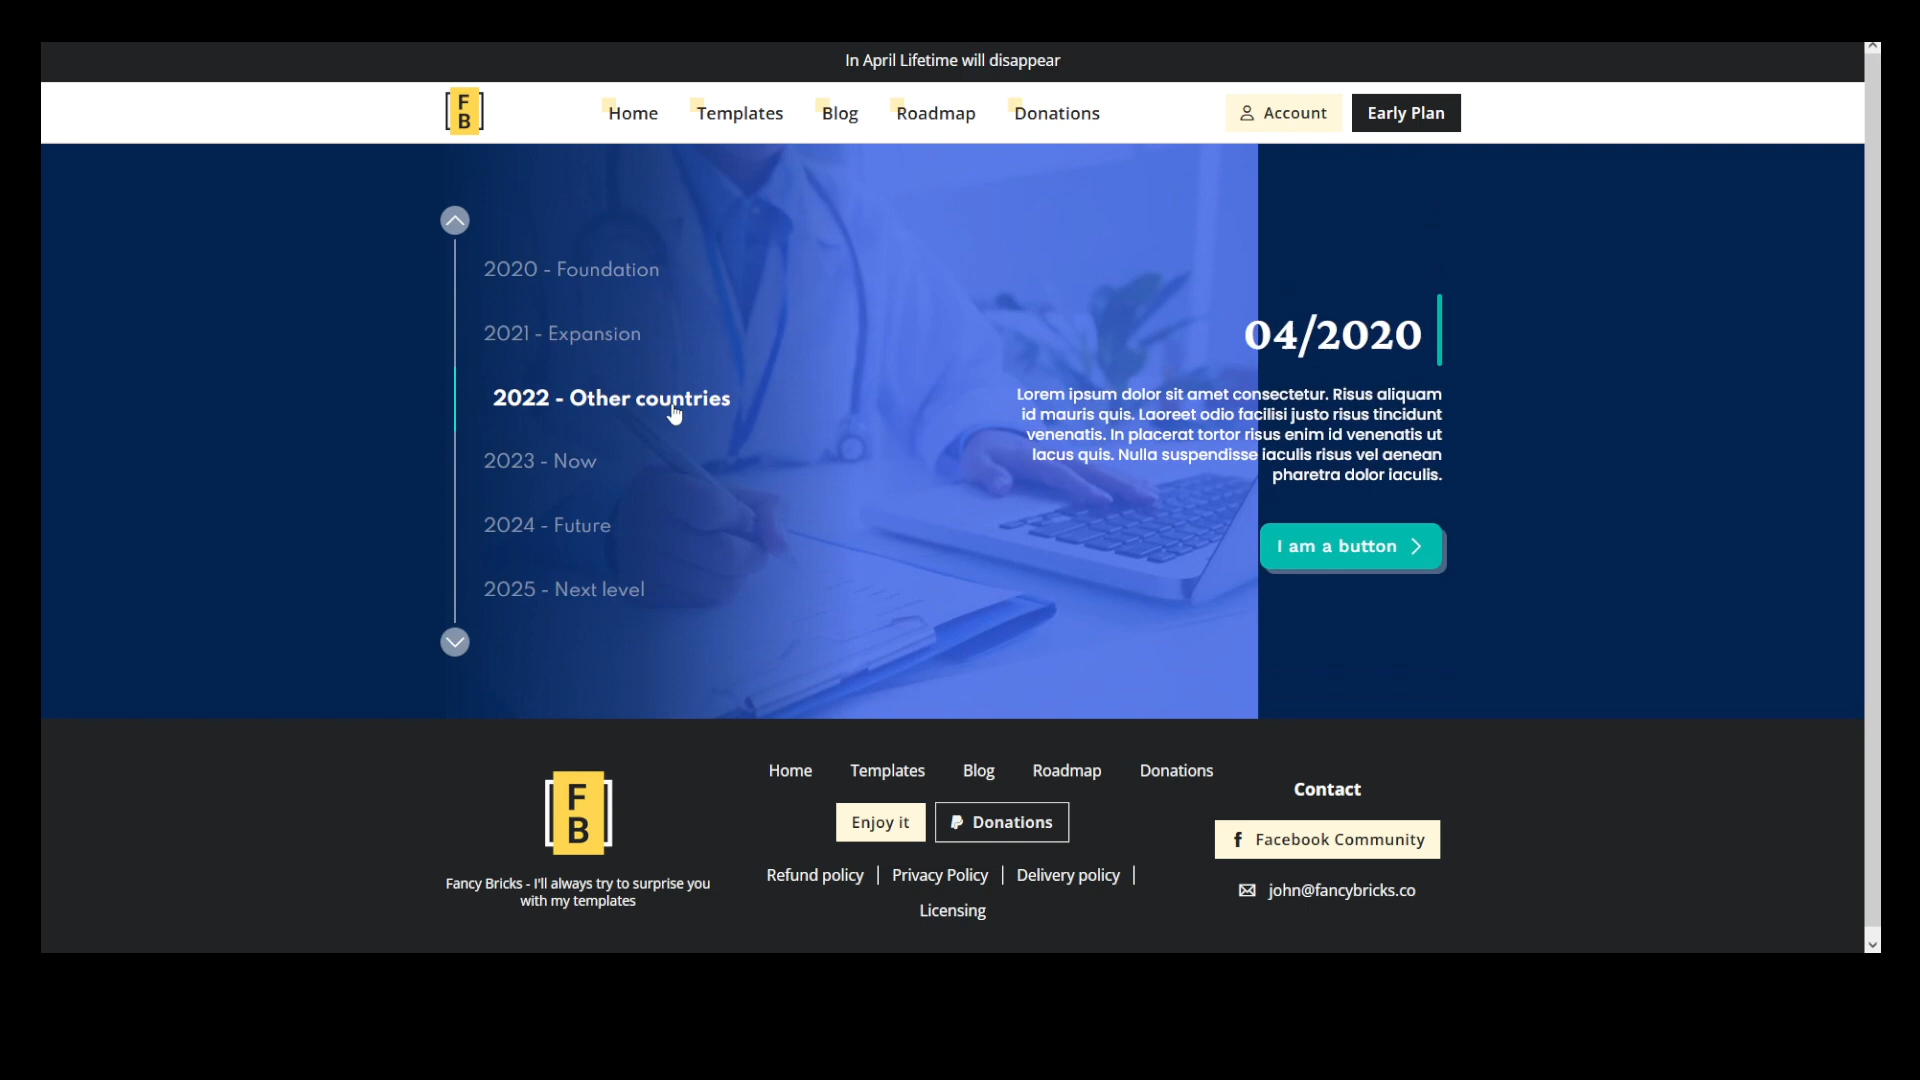 In April Lifetime will disappear
F
B
Home
Templates
Blog
Roadmap
Donations
Account
Early Plan
2020 - Foundation
2021 - Expansion
2022 - Other countries
2023 - Now
2024 - Future
2025 - Next level
04/2020
Lorem ipsum dolor sit amet consectetur. Risus aliquam
id mauris quis. Laoreet odio facilisi justo risus tincidunt
venenatis. In placerat tortor risus enim id venenatis ut
lacus quis. Nulla suspendisse iaculis risus vel aenean
pharetra dolor iaculis.
I am a button
F
B
Fancy Bricks - I'll always try to surprise you
with my templates
Home
Templates
Blog
Roadmap
Donations
Enjoy it
Donations
Refund policy
Privacy Policy
Delivery policy
Licensing
Contact
Facebook Community
john@fancybricks.co